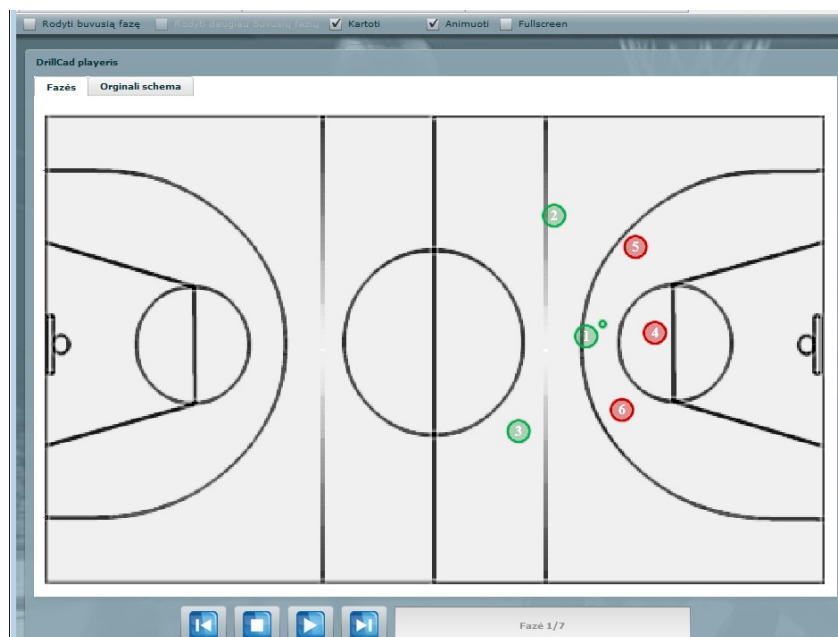 Rodyti buvusią fazę Rodyti daugiau buvusių fazių Kartoti Animuoti Fullscreen
DrillCad playeris
Fazės Orginali schema
2
5
1 4
6
3
Fazė 1/7